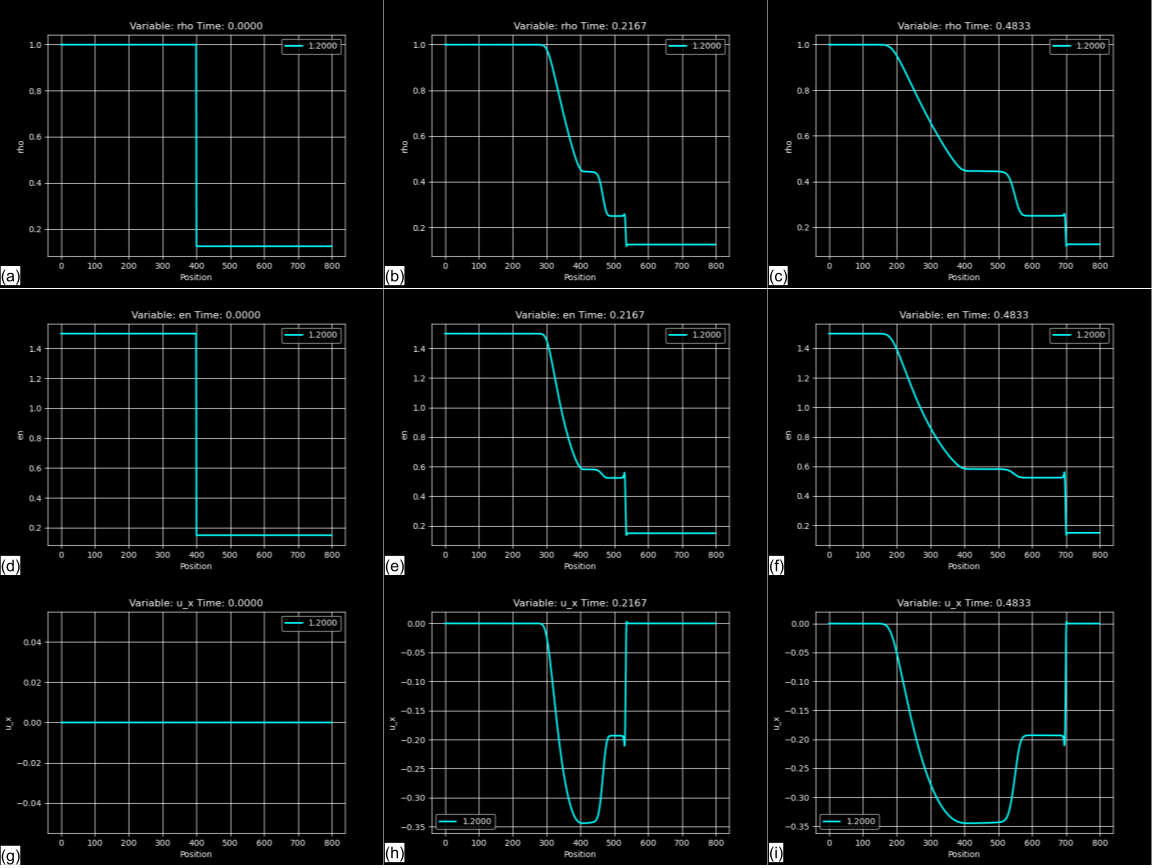 Variable: rho Time: 0.0000
1.0
0.8
0.6
0.4
0.2
rho
1.2000
0 100 200 300 400 500 600 700 800
Position
(a)
Variable: rho Time: 0.2167
1.0
0.8
0.6
0.4
0.2
rho
1.2000
0 100 200 300 400 500 600 700 800
Position
(b)
Variable: rho Time: 0.4833
1.0
0.8
0.6
0.4
0.2
rho
1.2000
0 100 200 300 400 500 600 700 800
Position
(c)
Variable: en Time: 0.0000
1.4
1.2
1.0
0.8
0.6
0.4
0.2
en
1.2000
0 100 200 300 400 500 600 700 800
Position
(d)
Variable: en Time: 0.2167
1.4
1.2
1.0
0.8
0.6
0.4
0.2
en
1.2000
0 100 200 300 400 500 600 700 800
Position
(e)
Variable: en Time: 0.4833
1.4
1.2
1.0
0.8
0.6
0.4
0.2
en
1.2000
0 100 200 300 400 500 600 700 800
Position
(f)
Variable: u_x Time: 0.0000
0.04
0.02
0.00
−0.02
−0.04
u_x
1.2000
0 100 200 300 400 500 600 700 800
Position
(g)
Variable: u_x Time: 0.2167
0.00
−0.05
−0.10
−0.15
−0.20
−0.25
−0.30
−0.35
u_x
1.2000
0 100 200 300 400 500 600 700 800
Position
(h)
Variable: u_x Time: 0.4833
0.00
−0.05
−0.10
−0.15
−0.20
−0.25
−0.30
−0.35
u_x
1.2000
0 100 200 300 400 500 600 700 800
Position
(i)